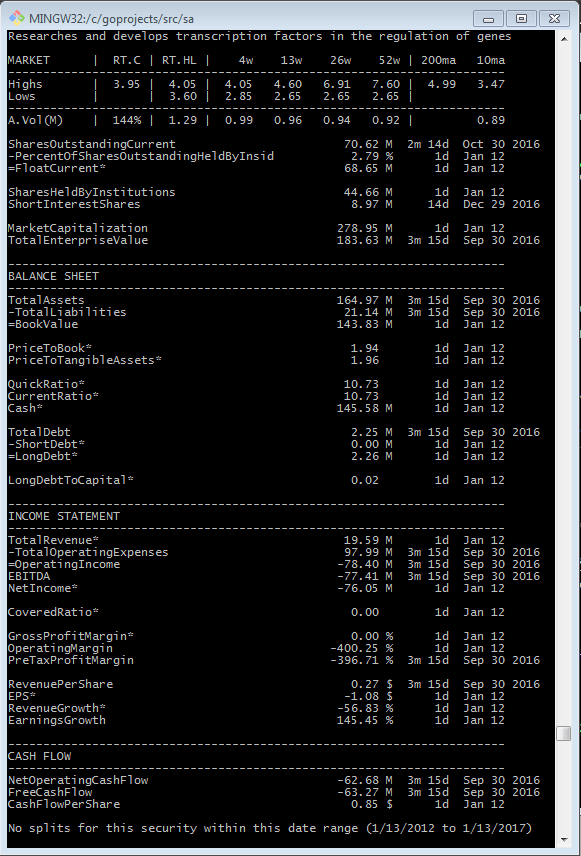 MINGW32:/c/goprojects/src/sa
Researches and develops transcription factors in the regulation of genes
MARKET | RT.C | RT.HL | 4w 13w 26w 52w | 200ma 10ma
-----------------------------------------------------------------------
Highs | 3.95 | 4.05 | 4.05 4.60 6.91 7.60 | 4.99 3.47
Lows | | 3.60 | 2.85 2.65 2.65 2.65 |
-----------------------------------------------------------------------
A.Vol(M) | 144% | 1.29 | 0.99 0.96 0.94 0.92 | 0.89
SharesOutstandingCurrent 70.62 M 2m 14d Oct 30 2016
-PercentOfSharesOutstandingHeldByInsid 2.79 % 1d Jan 12
=FloatCurrent* 68.65 M 1d Jan 12
SharesHeldByInstitutions 44.66 M 1d Jan 12
ShortInterestShares 8.97 M 14d Dec 29 2016
MarketCapitalization 278.95 M 1d Jan 12
TotalEnterpriseValue 183.63 M 3m 15d Sep 30 2016
-----------------------------------------------------------------------
BALANCE SHEET
-----------------------------------------------------------------------
TotalAssets 164.97 M 3m 15d Sep 30 2016
-TotalLiabilities 21.14 M 3m 15d Sep 30 2016
=BookValue 143.83 M 1d Jan 12
PriceToBook* 1.94 1d Jan 12
PriceToTangibleAssets* 1.96 1d Jan 12
QuickRatio* 10.73 1d Jan 12
CurrentRatio* 10.73 1d Jan 12
Cash* 145.58 M 1d Jan 12
TotalDebt 2.25 M 3m 15d Sep 30 2016
-ShortDebt* 0.00 M 1d Jan 12
=LongDebt* 2.26 M 1d Jan 12
LongDebtToCapital* 0.02 1d Jan 12
-----------------------------------------------------------------------
INCOME STATEMENT
-----------------------------------------------------------------------
TotalRevenue* 19.59 M 1d Jan 12
-TotalOperatingExpenses 97.99 M 3m 15d Sep 30 2016
=OperatingIncome -78.40 M 3m 15d Sep 30 2016
EBITDA -77.41 M 3m 15d Sep 30 2016
NetIncome* -76.05 M 1d Jan 12
CoveredRatio* 0.00 1d Jan 12
GrossProfitMargin* 0.00 % 1d Jan 12
OperatingMargin -400.25 % 1d Jan 12
PreTaxProfitMargin -396.71 % 3m 15d Sep 30 2016
RevenuePerShare 0.27 $ 3m 15d Sep 30 2016
EPS* -1.08 $ 1d Jan 12
RevenueGrowth* -56.83 % 1d Jan 12
EarningsGrowth 145.45 % 1d Jan 12
-----------------------------------------------------------------------
CASH FLOW
-----------------------------------------------------------------------
NetOperatingCashFlow -62.68 M 3m 15d Sep 30 2016
FreeCashFlow -63.27 M 3m 15d Sep 30 2016
CashFlowPerShare 0.85 $ 1d Jan 12
No splits for this security within this date range (1/13/2012 to 1/13/2017)